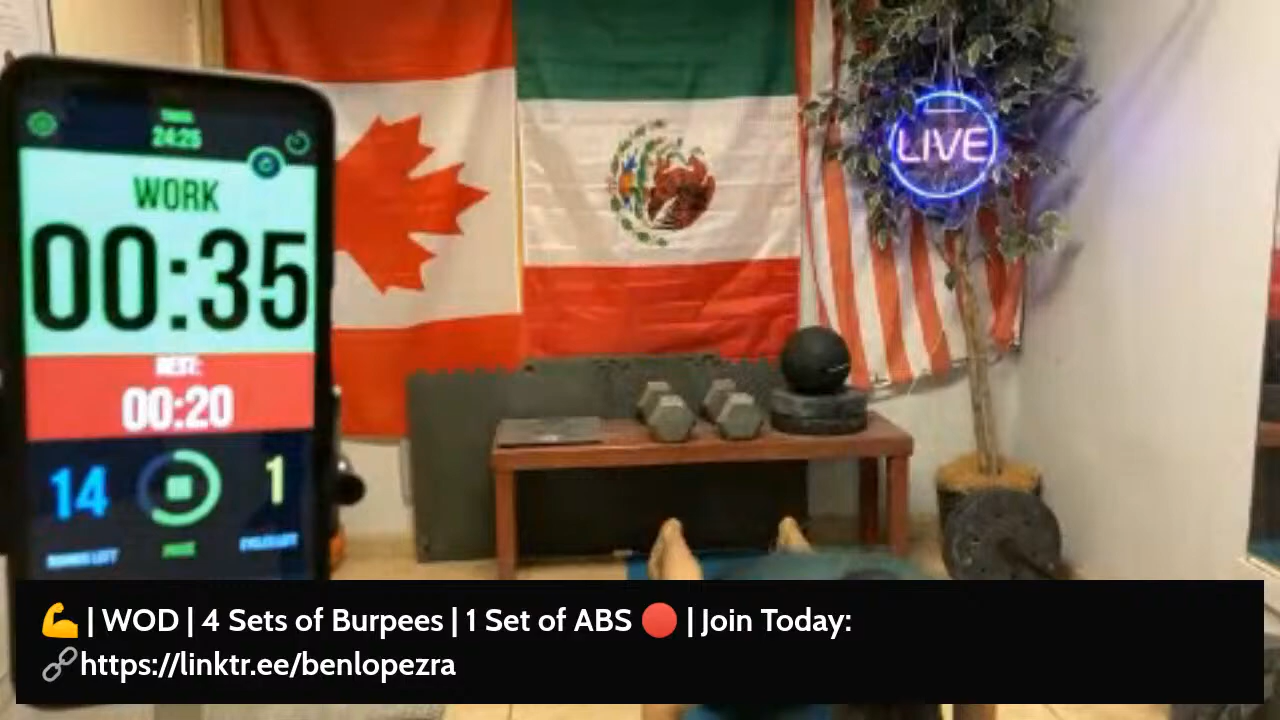 24:25
WORK
00:35
REST:
00:20
14
1
LIVE
💪 | WOD | 4 Sets of Burpees | 1 Set of ABS 🔴 | Join Today:
🔗https://linktr.ee/benlopezra